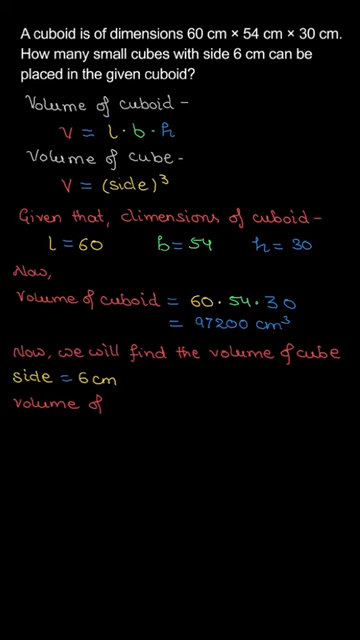 A cuboid is of dimensions 60 cm × 54 cm × 30 cm.
How many small cubes with side 6 cm can be
placed in the given cuboid?
Volume of cuboid -
V = l · b · h
Volume of cube -
V = (side)³
Given that, dimensions of cuboid -
l = 60 b = 54 h = 30
Now,
volume of cuboid = 60 · 54 · 30
= 97200 cm³
Now, we will find the volume of cube
side = 6 cm
volume of